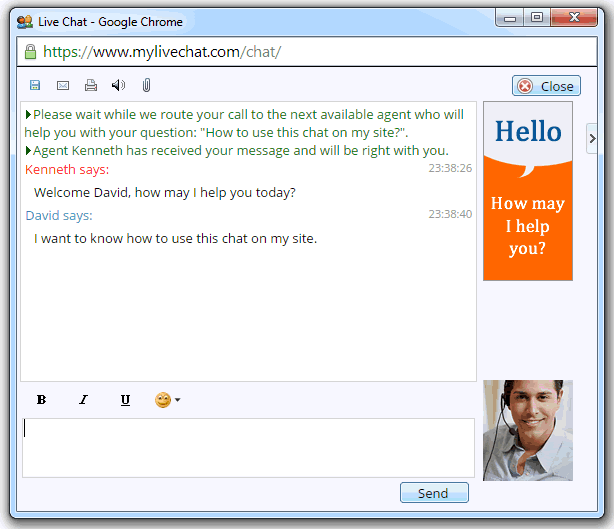 Live Chat - Google Chrome
https://www.mylivechat.com/chat/
Close
Please wait while we route your call to the next available agent who will
help you with your question: "How to use this chat on my site?".
Agent Kenneth has received your message and will be right with you.
Kenneth says: 23:38:26
Welcome David, how may I help you today?
David says: 23:38:40
I want to know how to use this chat on my site.
Hello
How may
I help
you?
B I U
Send